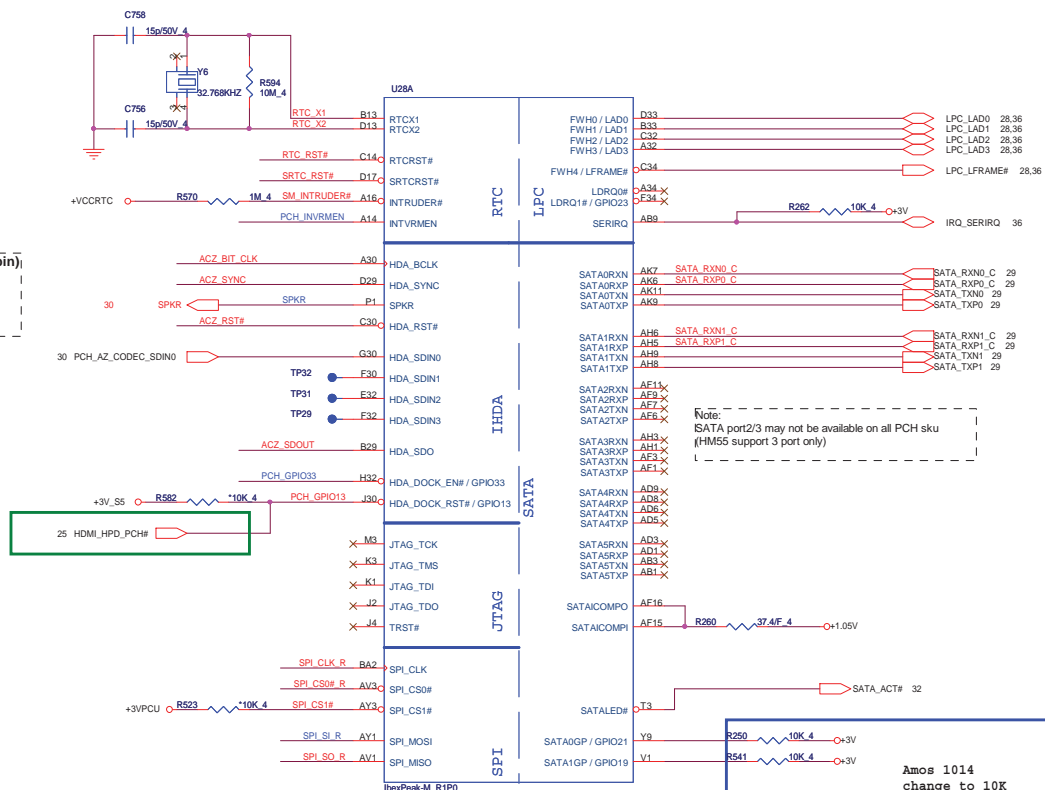 C758
15p/50V_4
2
1
Y6
32.768KHZ
3
4
R594
10M_4
C756
15p/50V_4
U28A
RTC_X1 B13 RTCX1
RTC_X2 D13 RTCX2
RTC_RST# C14 RTCRST#
SRTC_RST# D17 SRTCRST#
+VCCRTC R570 1M_4 SM_INTRUDER# A16 INTRUDER#
PCH_INVRMEN A14 INTVRMEN
RTC
LPC
FWH0 / LAD0 D33 LPC_LAD0 28,36
FWH1 / LAD1 B33 LPC_LAD1 28,36
FWH2 / LAD2 C32 LPC_LAD2 28,36
FWH3 / LAD3 A32 LPC_LAD3 28,36
FWH4 / LFRAME# C34 LPC_LFRAME# 28,36
LDRQ0# A34
LDRQ1# / GPIO23 F34
SERIRQ AB9 R262 10K_4 +3V IRQ_SERIRQ 36
pin)
ACZ_BIT_CLK A30 HDA_BCLK
ACZ_SYNC D29 HDA_SYNC
30 SPKR SPKR P1 SPKR
ACZ_RST# C30 HDA_RST#
30 PCH_AZ_CODEC_SDIN0 G30 HDA_SDIN0
TP32 F30 HDA_SDIN1
TP31 E32 HDA_SDIN2
TP29 F32 HDA_SDIN3
ACZ_SDOUT B29 HDA_SDO
PCH_GPIO33 H32 HDA_DOCK_EN# / GPIO33
+3V_S5 R582 *10K_4 PCH_GPIO13 J30 HDA_DOCK_RST# / GPIO13
25 HDMI_HPD_PCH#
IHDA
SATA
SATA0RXN AK7 SATA_RXN0_C SATA_RXN0_C 29
SATA0RXP AK6 SATA_RXP0_C SATA_RXP0_C 29
SATA0TXN AK11 SATA_TXN0 29
SATA0TXP AK9 SATA_TXP0 29
SATA1RXN AH6 SATA_RXN1_C SATA_RXN1_C 29
SATA1RXP AH5 SATA_RXP1_C SATA_RXP1_C 29
SATA1TXN AH9 SATA_TXN1 29
SATA1TXP AH8 SATA_TXP1 29
SATA2RXN AF11
SATA2RXP AF9
SATA2TXN AF7
SATA2TXP AF6
Note:
SATA port2/3 may not be available on all PCH sku
(HM55 support 3 port only)
SATA3RXN AH3
SATA3RXP AH1
SATA3TXN AF3
SATA3TXP AF1
SATA4RXN AD9
SATA4RXP AD8
SATA4TXN AD6
SATA4TXP AD5
SATA5RXN AD3
SATA5RXP AD1
SATA5TXN AB3
SATA5TXP AB1
SATAICOMPO AF16
SATAICOMPI AF15 R260 37.4/F_4 +1.05V
M3 JTAG_TCK
K3 JTAG_TMS
K1 JTAG_TDI
J2 JTAG_TDO
J4 TRST#
JTAG
SPI_CLK_R BA2 SPI_CLK
SPI_CS0#_R AV3 SPI_CS0#
+3VPCU R523 *10K_4 SPI_CS1# AY3 SPI_CS1#
SPI_SI_R AY1 SPI_MOSI
SPI_SO_R AV1 SPI_MISO
SPI
SATALED# T3 SATA_ACT# 32
SATA0GP / GPIO21 Y9 R250 10K_4 +3V
SATA1GP / GPIO19 V1 R541 10K_4 +3V
IbexPeak-M_R1P0
Amos 1014
change to 10K